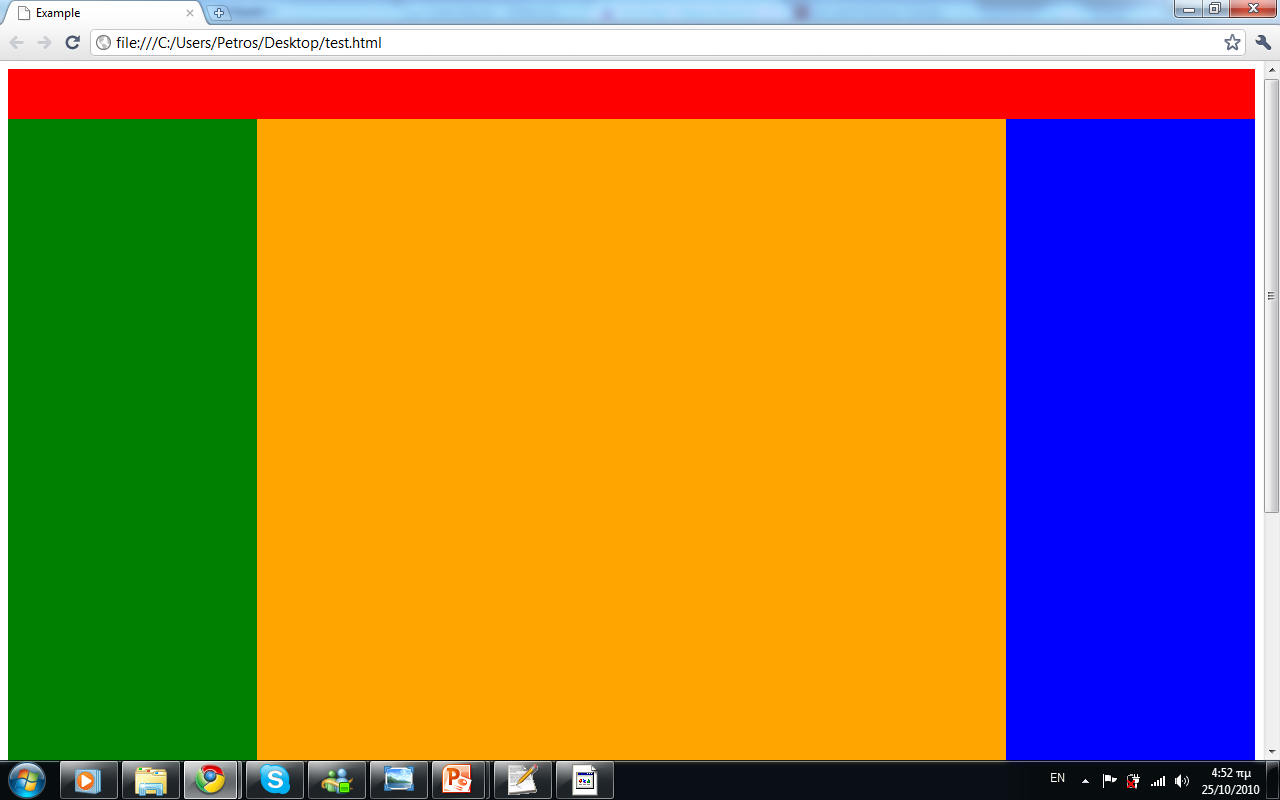 Example
file:///C:/Users/Petros/Desktop/test.html
EN
4:52 πμ
25/10/2010